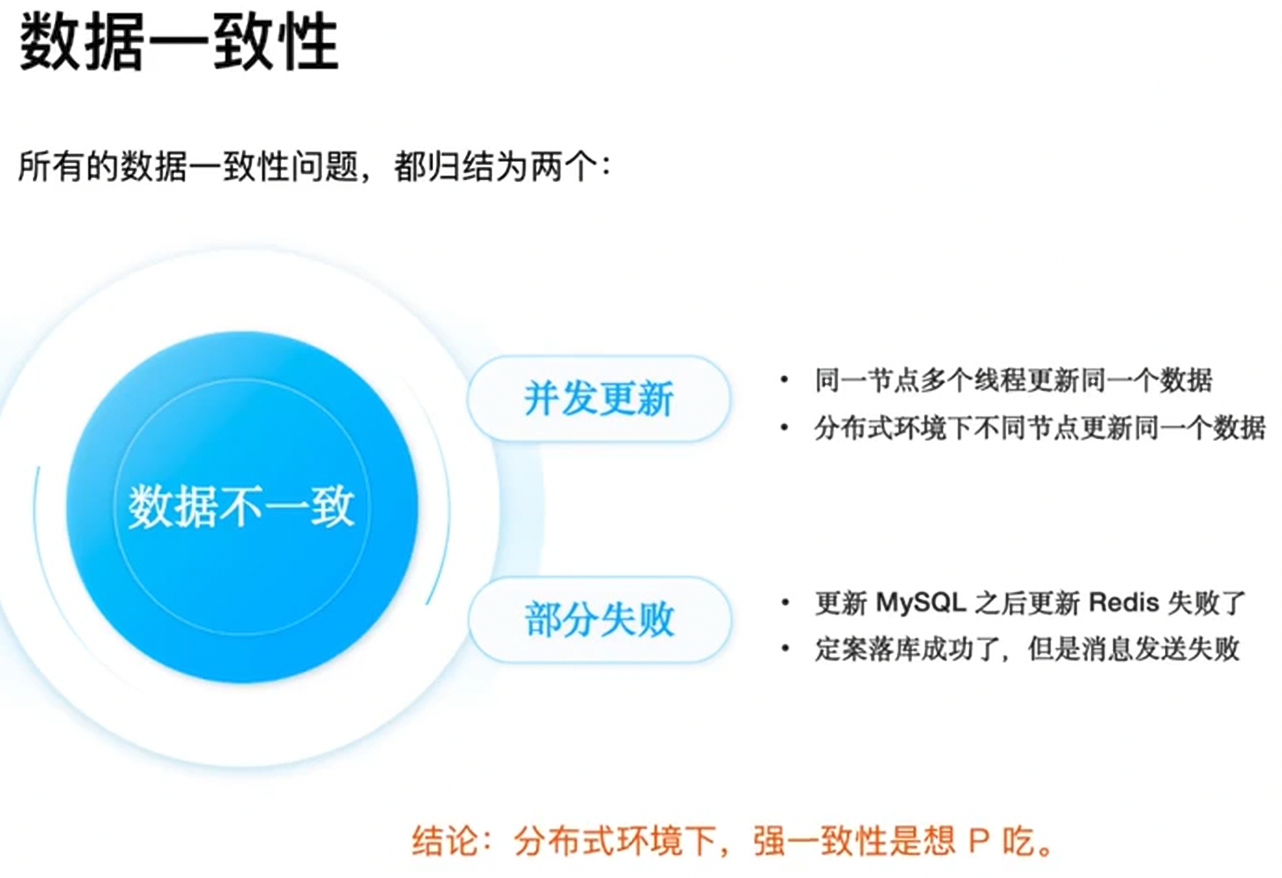 数据一致性
所有的数据一致性问题，都归结为两个：
数据不一致
并发更新
• 同一节点多个线程更新同一个数据
• 分布式环境下不同节点更新同一个数据
部分失败
• 更新 MySQL 之后更新 Redis 失败了
• 定案落库成功了，但是消息发送失败
结论：分布式环境下，强一致性是想 P 吃。